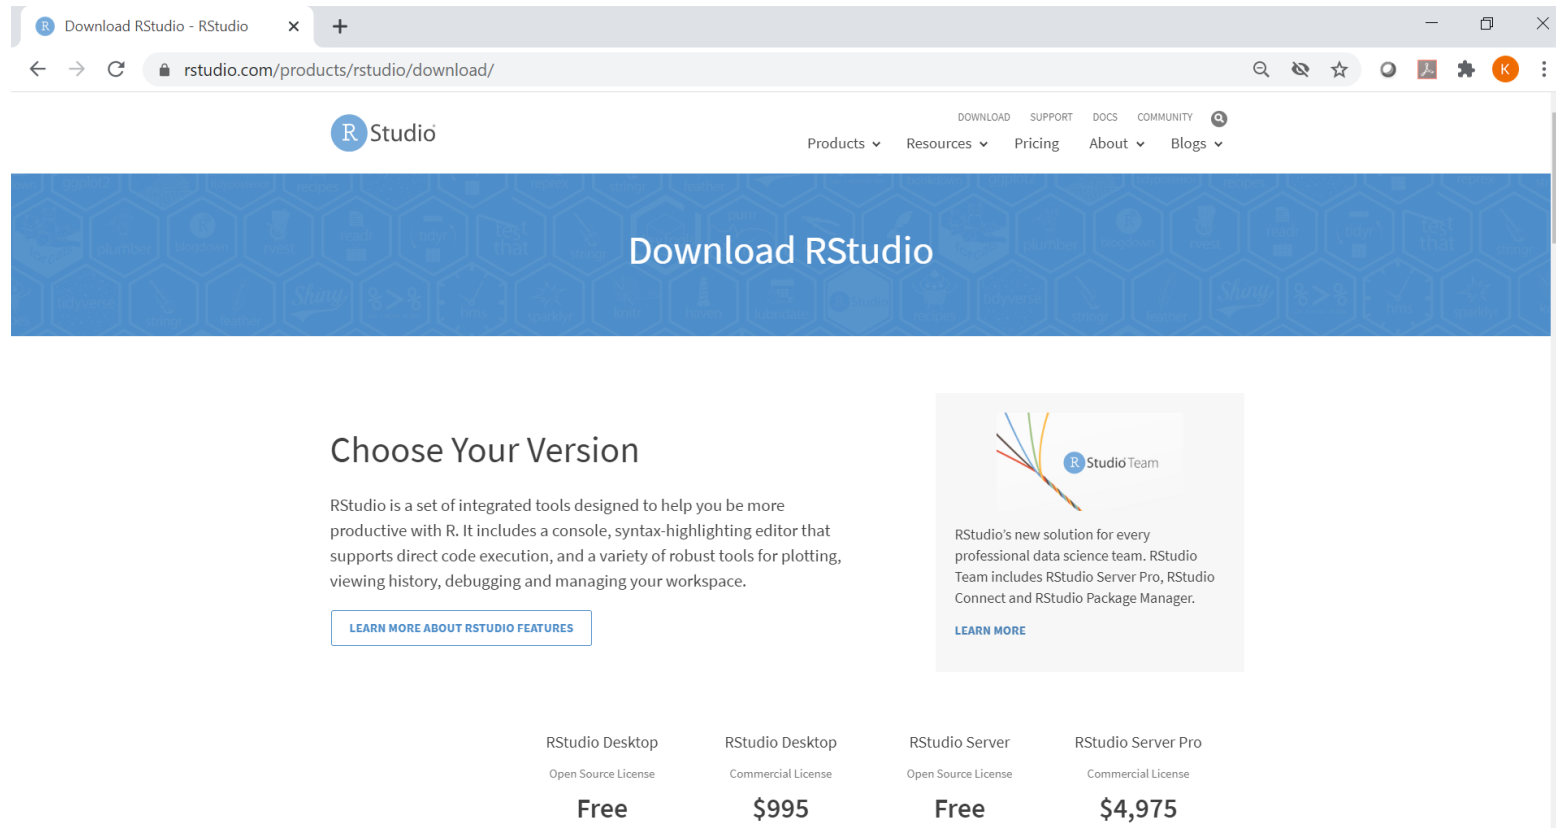 R Download RStudio - RStudio
rstudio.com/products/rstudio/download/
K
R Studio
DOWNLOAD SUPPORT DOCS COMMUNITY
Products Resources Pricing About Blogs
Download RStudio
Choose Your Version
RStudio is a set of integrated tools designed to help you be more
productive with R. It includes a console, syntax-highlighting editor that
supports direct code execution, and a variety of robust tools for plotting,
viewing history, debugging and managing your workspace.
LEARN MORE ABOUT RSTUDIO FEATURES
R Studio Team
RStudio's new solution for every
professional data science team. RStudio
Team includes RStudio Server Pro, RStudio
Connect and RStudio Package Manager.
LEARN MORE
RStudio Desktop RStudio Desktop RStudio Server RStudio Server Pro
Open Source License Commercial License Open Source License Commercial License
Free $995 Free $4,975